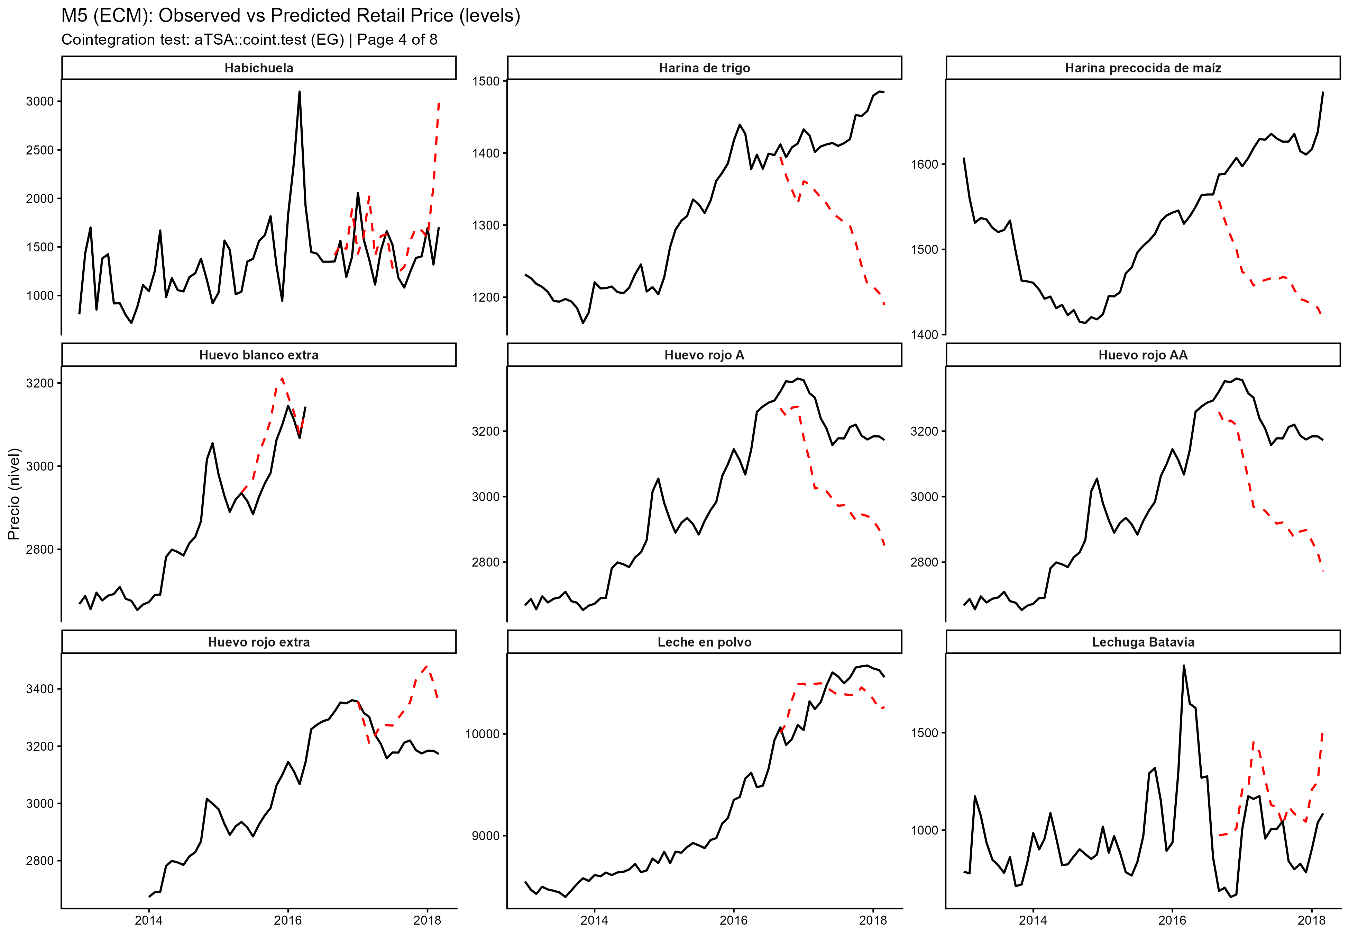 M5 (ECM): Observed vs Predicted Retail Price (levels)
Cointegration test: aTSA::coint.test (EG) | Page 4 of 8
Habichuela
Harina de trigo
Harina precocida de maíz
3000
2500
2000
1500
1000
1500
1400
1300
1200
1600
1500
1400
Huevo blanco extra
Huevo rojo A
Huevo rojo AA
Precio (nivel)
3200
3000
2800
3200
3000
2800
3200
3000
2800
Huevo rojo extra
Leche en polvo
Lechuga Batavia
3400
3200
3000
2800
10000
9000
1500
1000
2014 2016 2018
2014 2016 2018
2014 2016 2018